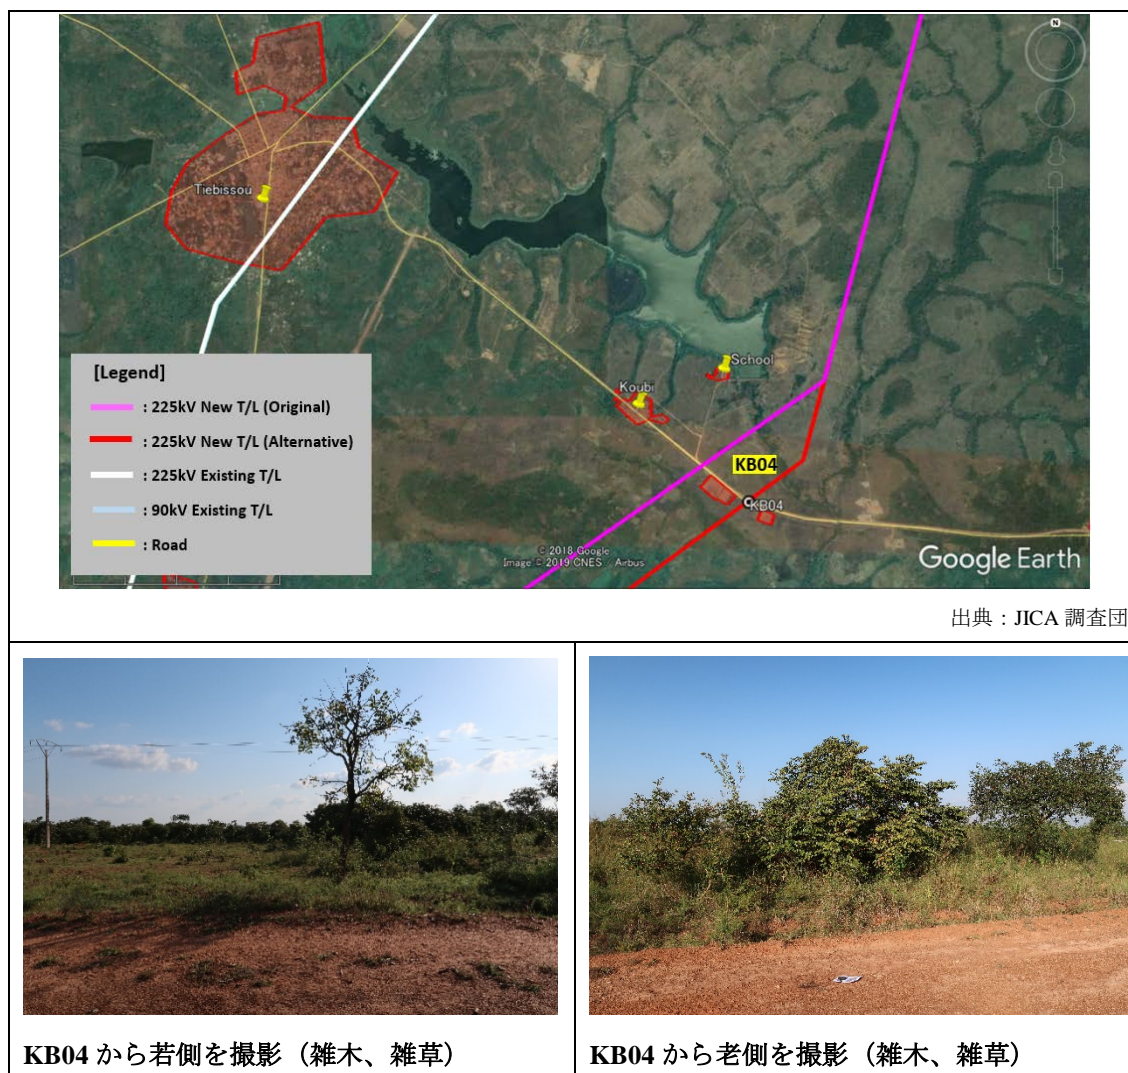 N
Tiebissou
School
Koubi
KB04
KB04
[Legend]
: 225kV New T/L (Original)
: 225kV New T/L (Alternative)
: 225kV Existing T/L
: 90kV Existing T/L
: Road
© 2018 Google
Image © 2019 CNES / Airbus
Google Earth
出典：JICA 調査団
KB04 から若側を撮影（雑木、雑草）
KB04 から老側を撮影（雑木、雑草）